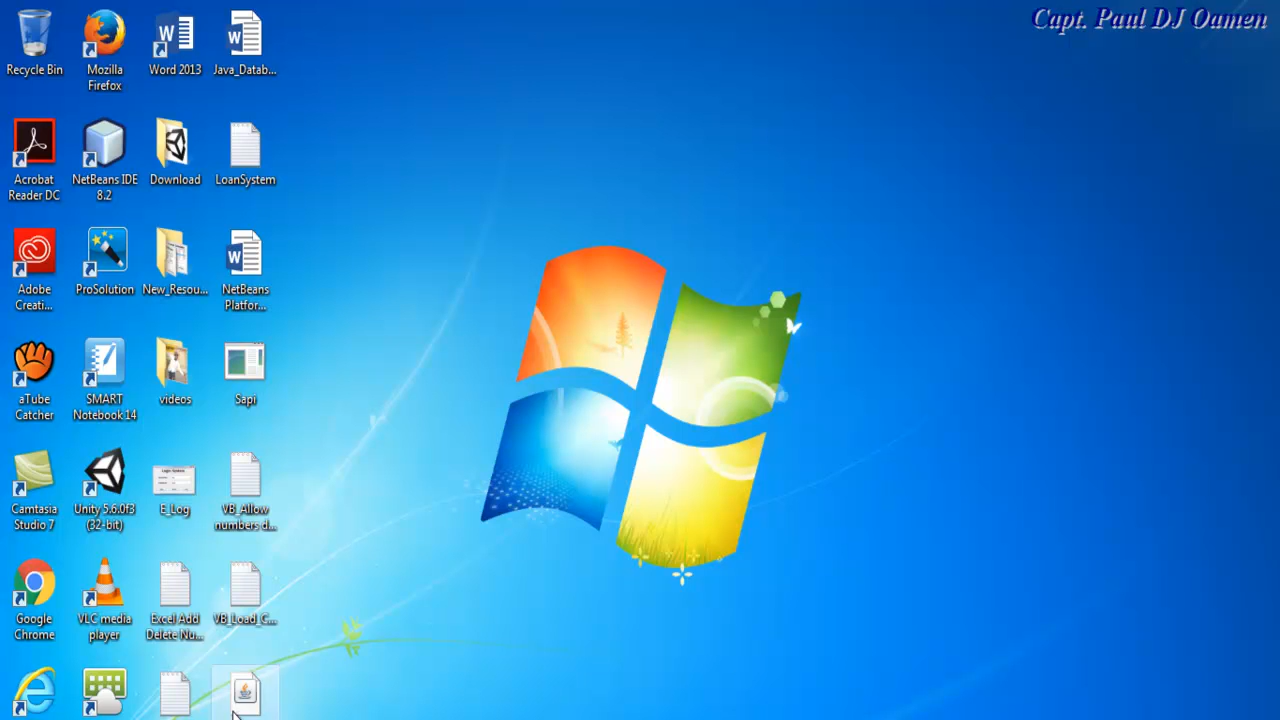 Capt. Paul DJ Oamen
Recycle Bin
Mozilla
Firefox
Word 2013
Java_Datab...
Acrobat
Reader DC
NetBeans IDE
8.2
Download
LoanSystem
Adobe
Creati...
ProSolution
New_Resou...
NetBeans
Platfor...
aTube
Catcher
SMART
Notebook 14
videos
Sapi
Camtasia
Studio 7
Unity 5.6.0f3
(32-bit)
E_Log
VB_Allow
numbers d...
Google
Chrome
VLC media
player
Excel Add
Delete Nu...
VB_Load_C...